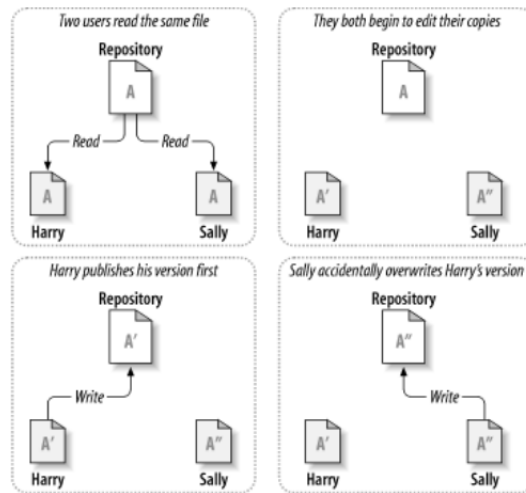 Two users read the same file
Repository
A
Read
Read
A
A
Harry
Sally
They both begin to edit their copies
Repository
A
A'
A"
Harry
Sally
Harry publishes his version first
Repository
A'
Write
A'
A"
Harry
Sally
Sally accidentally overwrites Harry's version
Repository
A"
Write
A'
A"
Harry
Sally